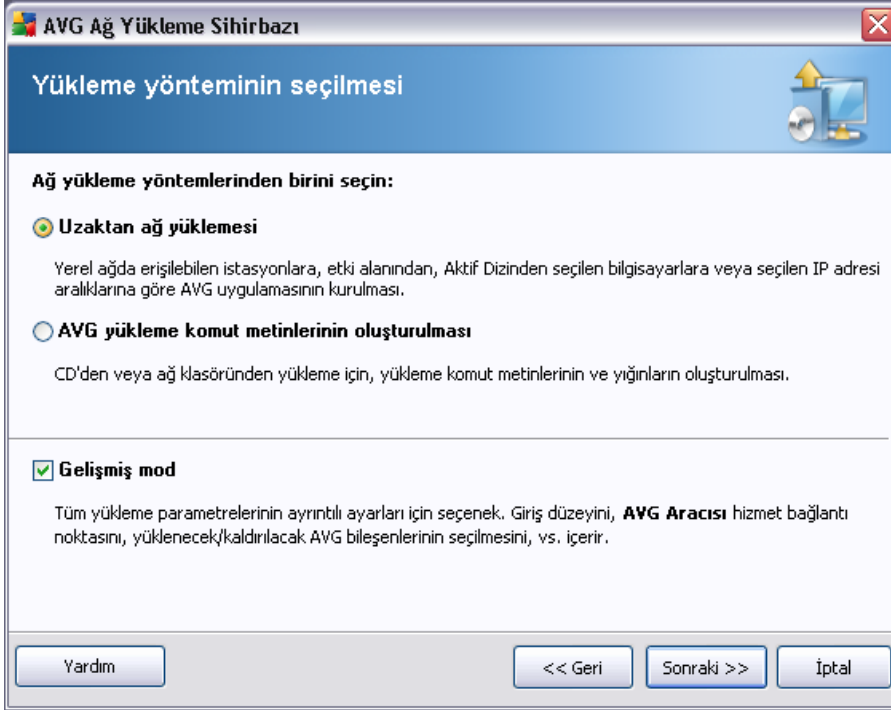 AVG Ağ Yükleme Sihirbazı
Yükleme yönteminin seçilmesi
Ağ yükleme yöntemlerinden birini seçin:
Uzaktan ağ yüklemesi
Yerel ağda erişilebilen istasyonlara, etki alanından, Aktif Dizinden seçilen bilgisayarlara veya seçilen IP adresi
aralıklarına göre AVG uygulamasının kurulması.
AVG yükleme komut metinlerinin oluşturulması
CD'den veya ağ klasöründen yükleme için, yükleme komut metinlerinin ve yığınların oluşturulması.
Gelişmiş mod
Tüm yükleme parametrelerinin ayrıntılı ayarları için seçenek. Giriş düzeyini, AVG Aracısı hizmet bağlantı
noktasını, yüklenecek/kaldırılacak AVG bileşenlerinin seçilmesini, vs. içerir.
Yardım
<< Geri
Sonraki >>
İptal